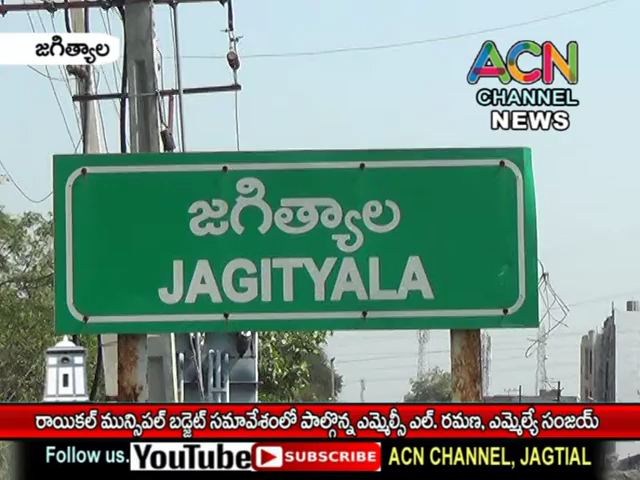 జగిత్యాల
ACN
CHANNEL
NEWS
జగిత్యాల
JAGITYALA
రాయికల్ మున్సిపల్ బడ్జెట్ సమావేశంలో పాల్గొన్న ఎమ్మెల్సీ ఎల్. రమణ, ఎమ్మెల్యే సంజయ్
Follow us. YouTube SUBSCRIBE ACN CHANNEL, JAGTIAL